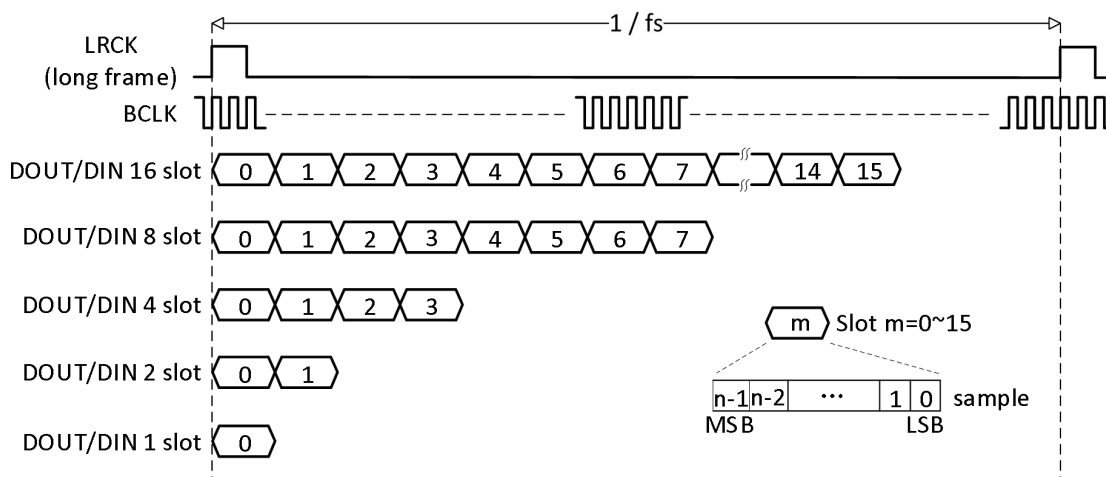 1 / fs
LRCK
(long frame)
BCLK
DOUT/DIN 16 slot 0 1 2 3 4 5 6 7 14 15
DOUT/DIN 8 slot 0 1 2 3 4 5 6 7
DOUT/DIN 4 slot 0 1 2 3
m Slot m=0~15
DOUT/DIN 2 slot 0 1
n-1 n-2 ··· 1 0 sample
MSB LSB
DOUT/DIN 1 slot 0